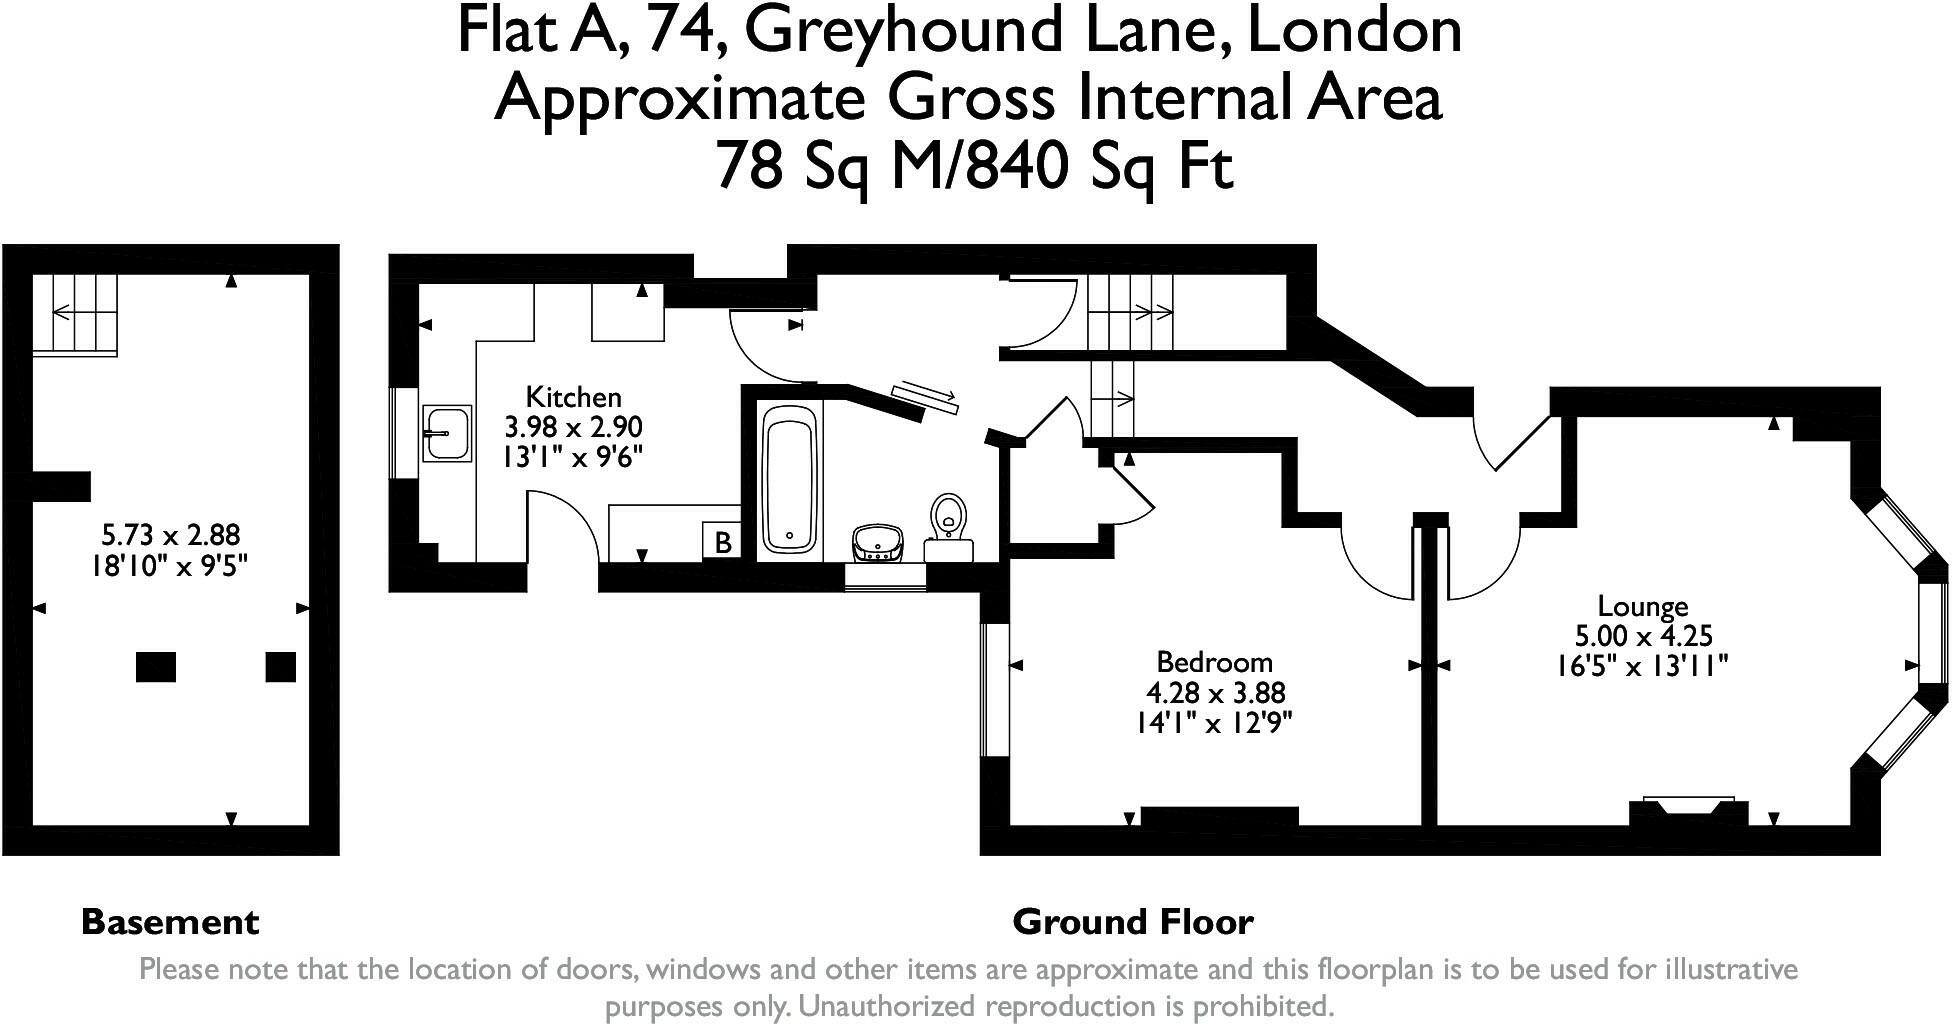 Flat A, 74, Greyhound Lane, London
Approximate Gross Internal Area
78 Sq M/840 Sq Ft
5.73 x 2.88
18'10" x 9'5"
Basement
Kitchen
3.98 x 2.90
13'1" x 9'6"
B
Bedroom
4.28 x 3.88
14'1" x 12'9"
Lounge
5.00 x 4.25
16'5" x 13'11"
Ground Floor
Please note that the location of doors, windows and other items are approximate and this floorplan is to be used for illustrative
purposes only. Unauthorized reproduction is prohibited.